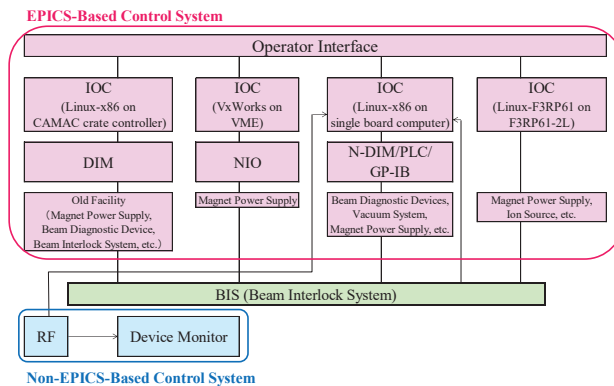 EPICS-Based Control System
Operator Interface
IOC
(Linux-x86 on
CAMAC crate controller)
IOC
(VxWorks on
VME)
IOC
(Linux-x86 on
single board computer)
IOC
(Linux-F3RP61 on
F3RP61-2L)
DIM
NIO
N-DIM/PLC/
GP-IB
Old Facility
(Magnet Power Supply,
Beam Diagnostic Device,
Beam Interlock System, etc.)
Magnet Power Supply
Beam Diagnostic Devices,
Vacuum System,
Magnet Power Supply, etc.
Magnet Power Supply,
Ion Source, etc.
BIS (Beam Interlock System)
RF
Device Monitor
Non-EPICS-Based Control System